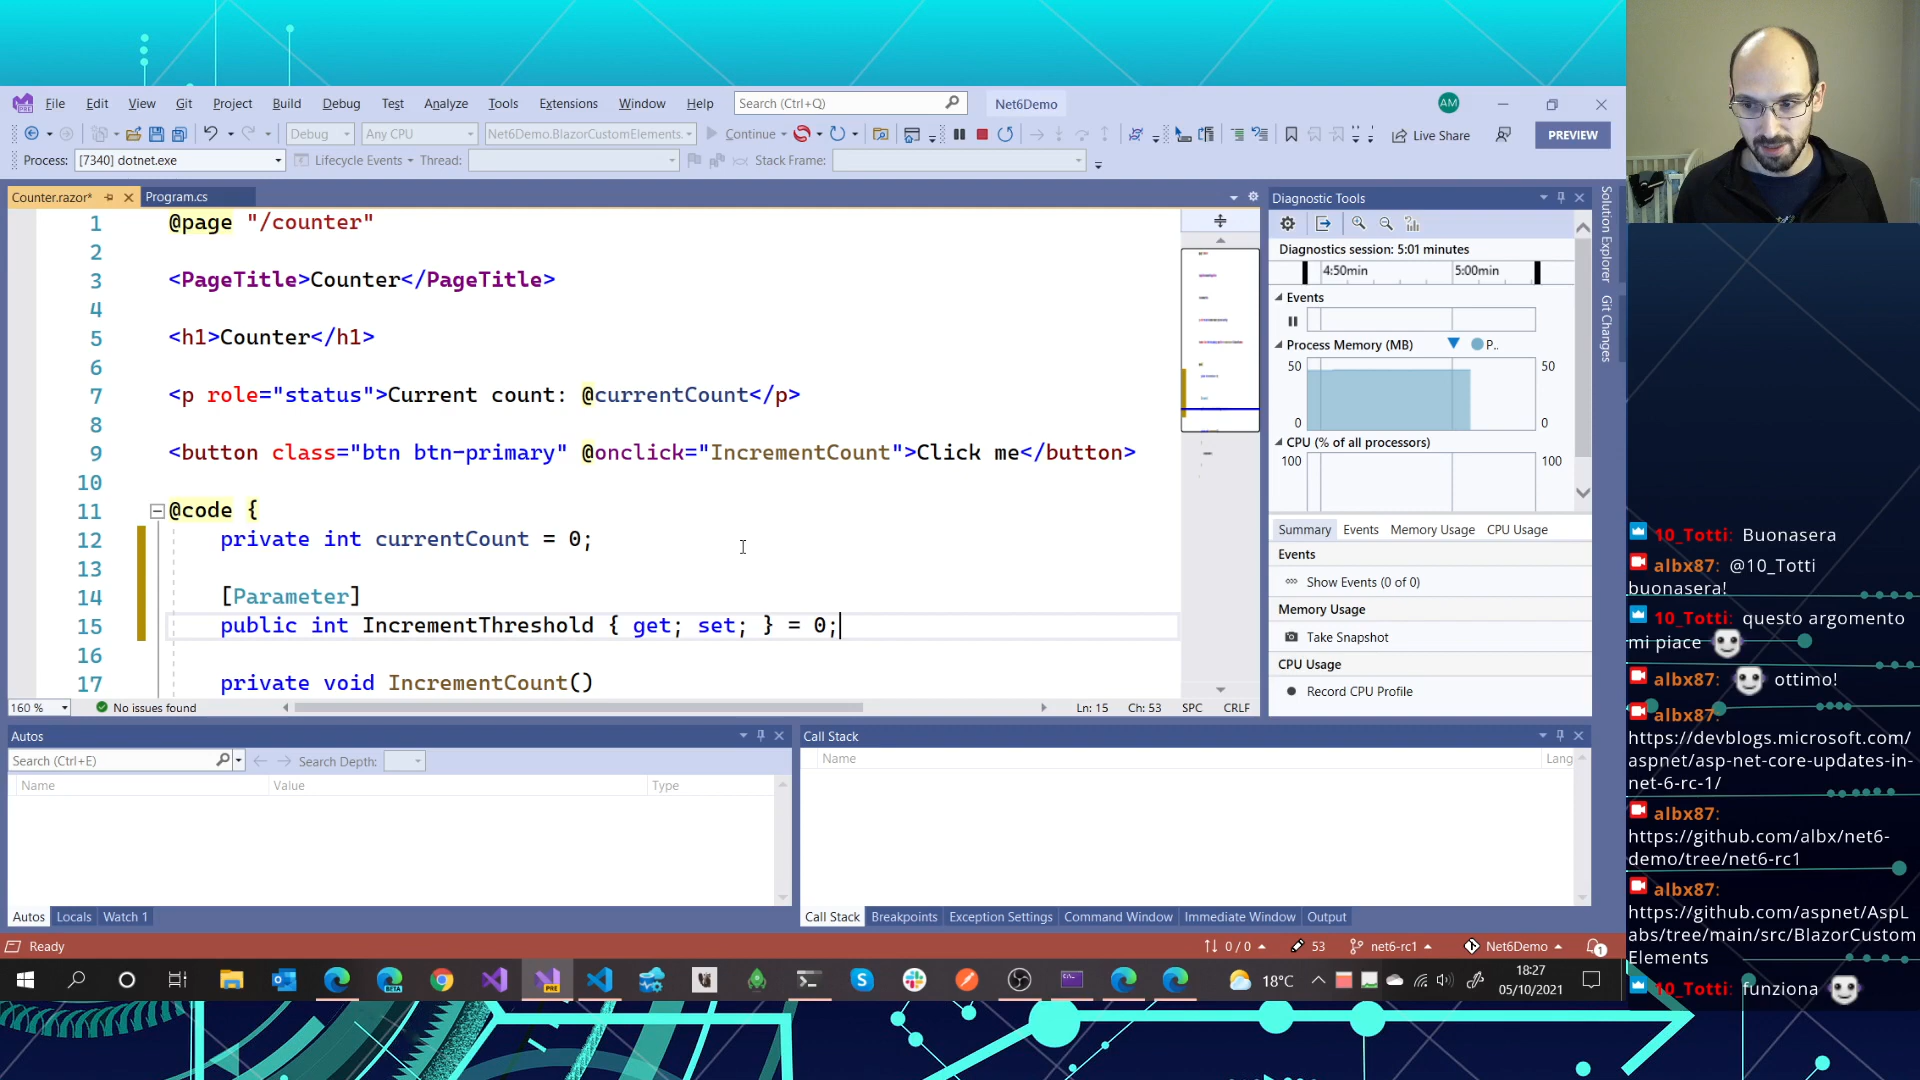 File Edit View Git Project Build Debug Test Analyze Tools Extensions Window Help Search (Ctrl+Q) Net6Demo AM
Debug Any CPU Net6Demo.BlazorCustomElements. Continue Live Share PREVIEW
Process: [7340] dotnet.exe Lifecycle Events Thread: Stack Frame:
Counter.razor* Program.cs
1 @page "/counter"
2
3 <PageTitle>Counter</PageTitle>
4
5 <h1>Counter</h1>
6
7 <p role="status">Current count: @currentCount</p>
8
9 <button class="btn btn-primary" @onclick="IncrementCount">Click me</button>
10
11 @code {
12 private int currentCount = 0;
13
14 [Parameter]
15 public int IncrementThreshold { get; set; } = 0;
16
17 private void IncrementCount()
160 % No issues found Ln: 15 Ch: 53 SPC CRLF
Diagnostic Tools
Diagnostics session: 5:01 minutes
4:50min 5:00min
Events
Process Memory (MB) P..
50 50
0 0
CPU (% of all processors)
100 100
Summary Events Memory Usage CPU Usage
Events
Show Events (0 of 0)
Memory Usage
Take Snapshot
CPU Usage
Record CPU Profile
Solution Explorer
Git Changes
Autos
Search (Ctrl+E) Search Depth:
Name Value Type
Autos Locals Watch 1
Call Stack
Name Lang
Call Stack Breakpoints Exception Settings Command Window Immediate Window Output
Ready 0 / 0 53 net6-rc1 Net6Demo 1
BETA PRE 18°C 18:27
05/10/2021
10_Totti: Buonasera
albx87: @10_Totti
buonasera!
10_Totti: questo argomento
mi piace
albx87: ottimo!
albx87:
https://devblogs.microsoft.com/
aspnet/asp-net-core-updates-in-
net-6-rc-1/
albx87:
https://github.com/albx/net6-
demo/tree/net6-rc1
albx87:
https://github.com/aspnet/AspL
abs/tree/main/src/BlazorCustom
Elements
10_Totti: funziona